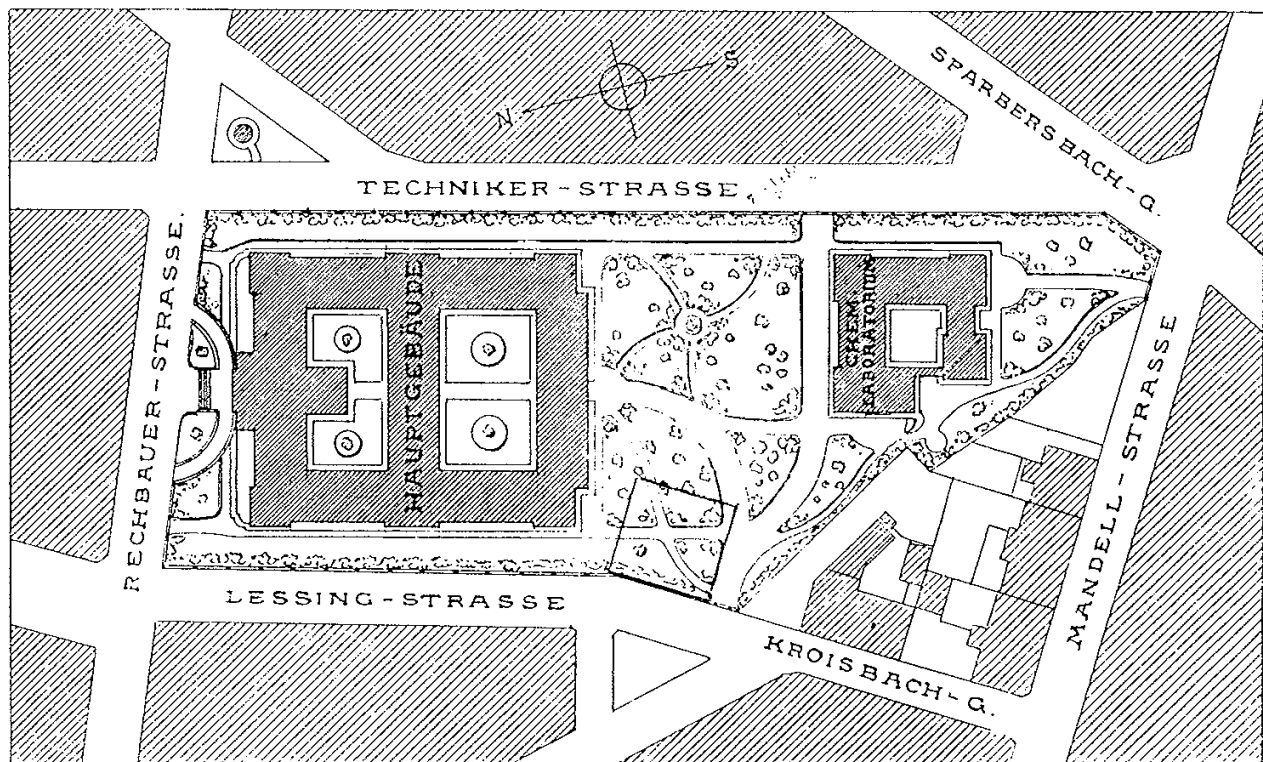 SPARBERSBACH-G.
N.
S
TECHNIKER-STRASSE
RECHBAUER-STRASSE.
HAUPTGEBÄUDE
CHEM.
LABORATORIUM
MANDELL-STRASSE
LESSING-STRASSE
KROISBACH-G.